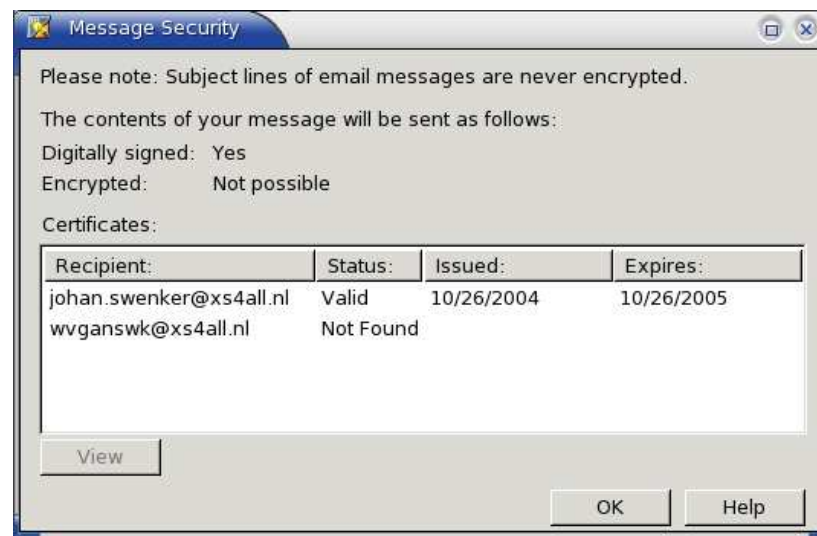 Message Security
Please note: Subject lines of email messages are never encrypted.
The contents of your message will be sent as follows:
Digitally signed: Yes
Encrypted: Not possible
Certificates:
Recipient: Status: Issued: Expires:
johan.swenker@xs4all.nl Valid 10/26/2004 10/26/2005
wvganswk@xs4all.nl Not Found
View
OK Help